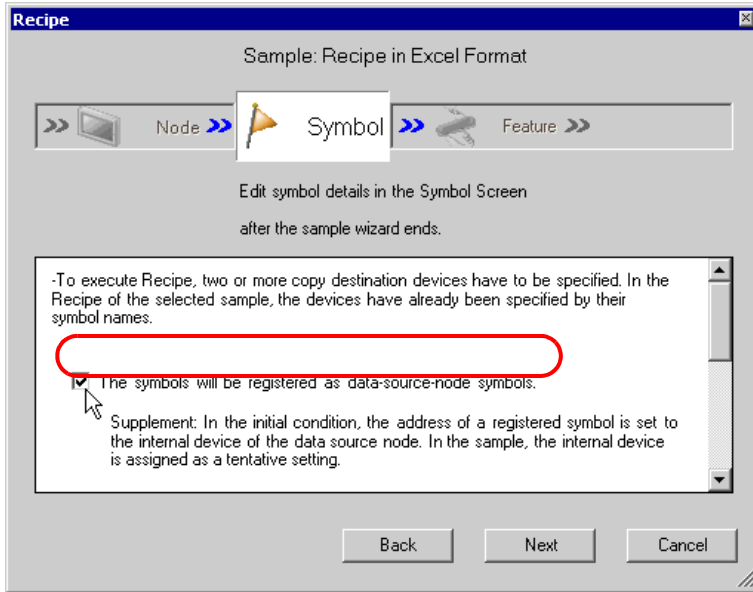 Recipe
Sample: Recipe in Excel Format
>> Node >> Symbol >> Feature >>
Edit symbol details in the Symbol Screen
after the sample wizard ends.
-To execute Recipe, two or more copy destination devices have to be specified. In the
Recipe of the selected sample, the devices have already been specified by their
symbol names.
The symbols will be registered as data-source-node symbols.
Supplement: In the initial condition, the address of a registered symbol is set to
the internal device of the data source node. In the sample, the internal device
is assigned as a tentative setting.
Back Next Cancel